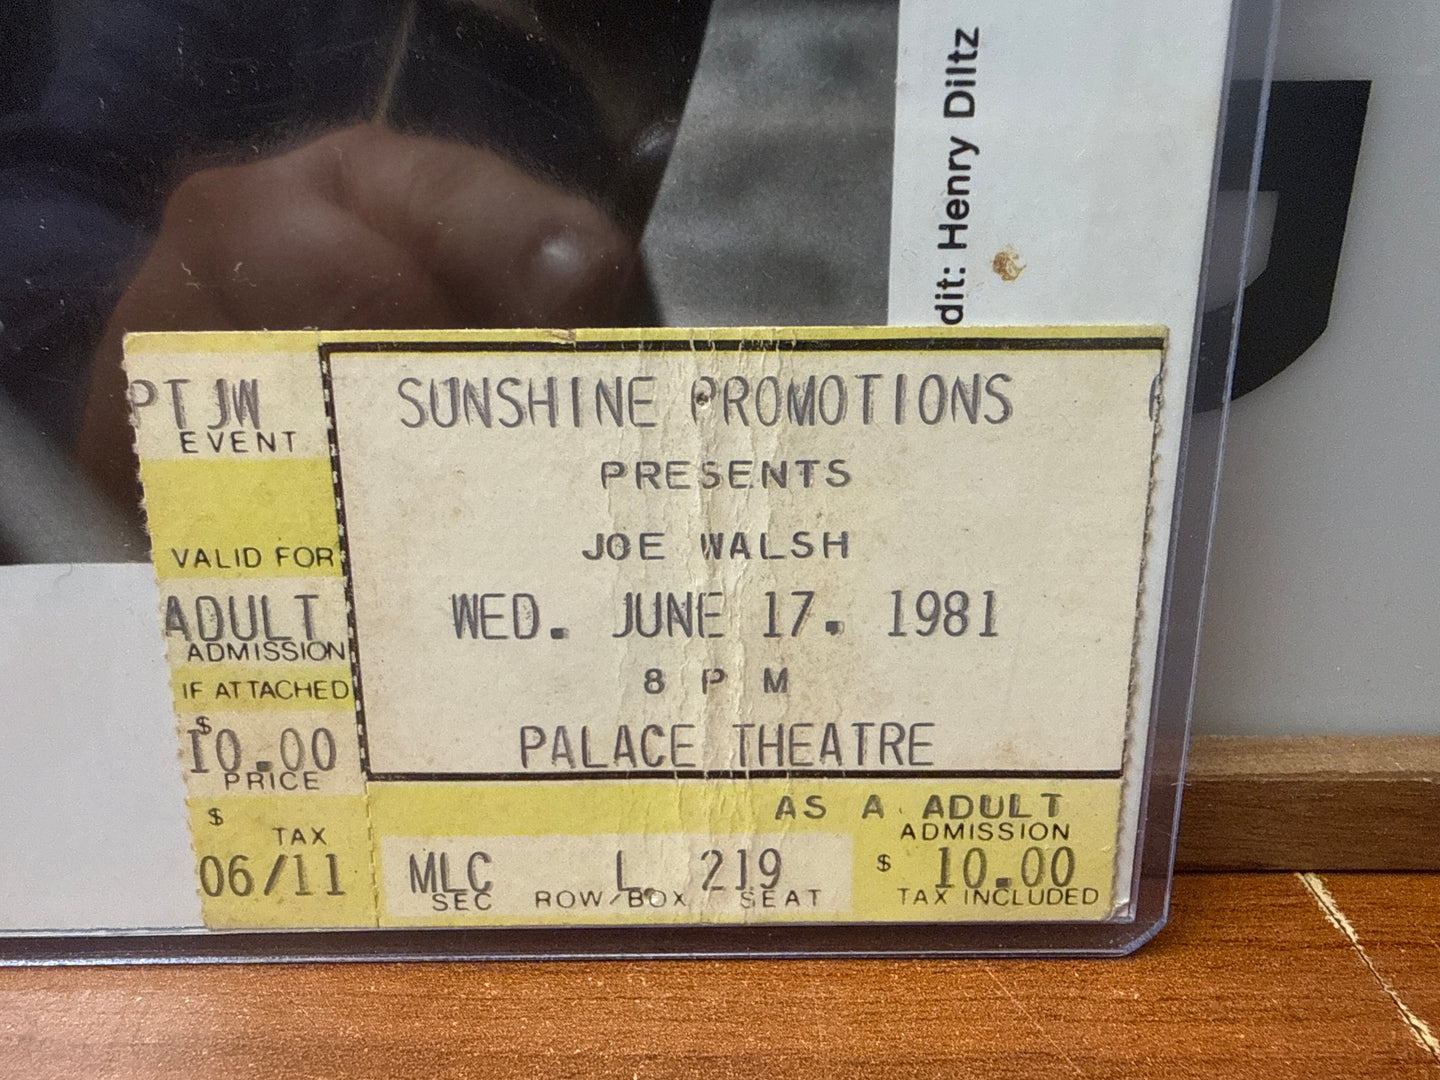 dit: Henry Diltz
PTJW
EVENT
VALID FOR
ADULT
ADMISSION
IF ATTACHED
$
10.00
PRICE
$
TAX
06/11
SUNSHINE PROMOTIONS
PRESENTS
JOE WALSH
WED. JUNE 17. 1981
8 P M
PALACE THEATRE
AS A ADULT
ADMISSION
MLC L 219 $ 10.00
SEC ROW/BOX SEAT TAX INCLUDED